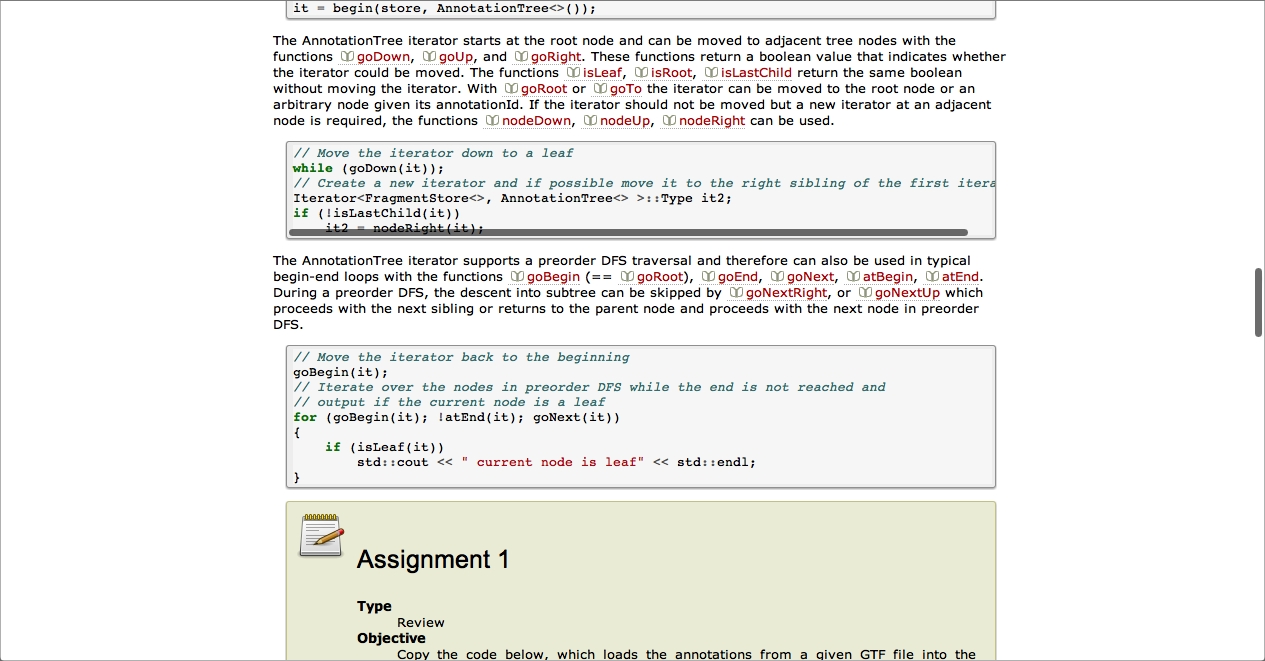 it = begin(store, AnnotationTree<>());
The AnnotationTree iterator starts at the root node and can be moved to adjacent tree nodes with the
functions goDown, goUp, and goRight. These functions return a boolean value that indicates whether
the iterator could be moved. The functions isLeaf, isRoot, isLastChild return the same boolean
without moving the iterator. With goRoot or goTo the iterator can be moved to the root node or an
arbitrary node given its annotationId. If the iterator should not be moved but a new iterator at an adjacent
node is required, the functions nodeDown, nodeUp, nodeRight can be used.
// Move the iterator down to a leaf
while (goDown(it));
// Create a new iterator and if possible move it to the right sibling of the first itera
Iterator<FragmentStore<>, AnnotationTree<> >::Type it2;
if (!isLastChild(it))
    it2 = nodeRight(it);
The AnnotationTree iterator supports a preorder DFS traversal and therefore can also be used in typical
begin-end loops with the functions goBegin (== goRoot), goEnd, goNext, atBegin, atEnd.
During a preorder DFS, the descent into subtree can be skipped by goNextRight, or goNextUp which
proceeds with the next sibling or returns to the parent node and proceeds with the next node in preorder
DFS.
// Move the iterator back to the beginning
goBegin(it);
// Iterate over the nodes in preorder DFS while the end is not reached and
// output if the current node is a leaf
for (goBegin(it); !atEnd(it); goNext(it))
{
    if (isLeaf(it))
        std::cout << " current node is leaf" << std::endl;
}
Assignment 1
Type
Review
Objective
Copy the code below, which loads the annotations from a given GTF file into the